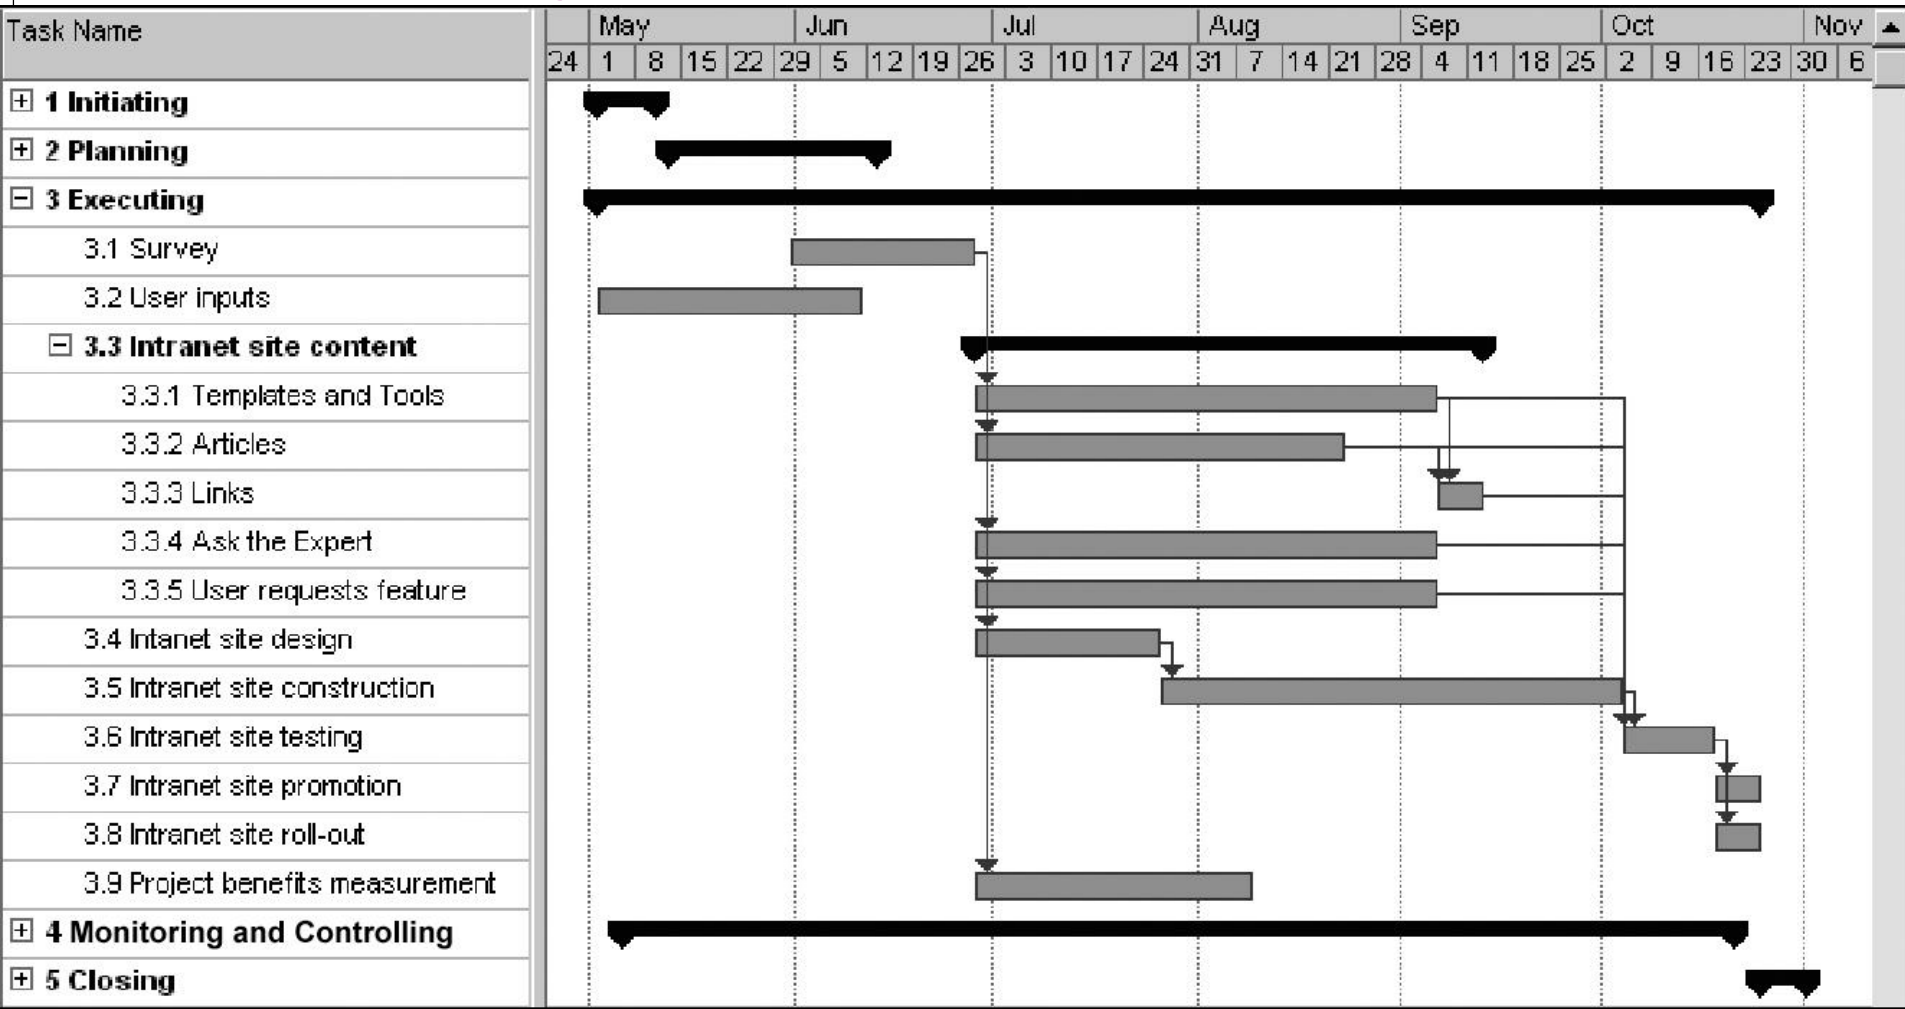 Task Name
May Jun Jul Aug Sep Oct Nov
24 1 8 15 22 29 5 12 19 26 3 10 17 24 31 7 14 21 28 4 11 18 25 2 9 16 23 30 6
1 Initiating
2 Planning
3 Executing
3.1 Survey
3.2 User inputs
3.3 Intranet site content
3.3.1 Templates and Tools
3.3.2 Articles
3.3.3 Links
3.3.4 Ask the Expert
3.3.5 User requests feature
3.4 Intanet site design
3.5 Intranet site construction
3.6 Intranet site testing
3.7 Intranet site promotion
3.8 Intranet site roll-out
3.9 Project benefits measurement
4 Monitoring and Controlling
5 Closing